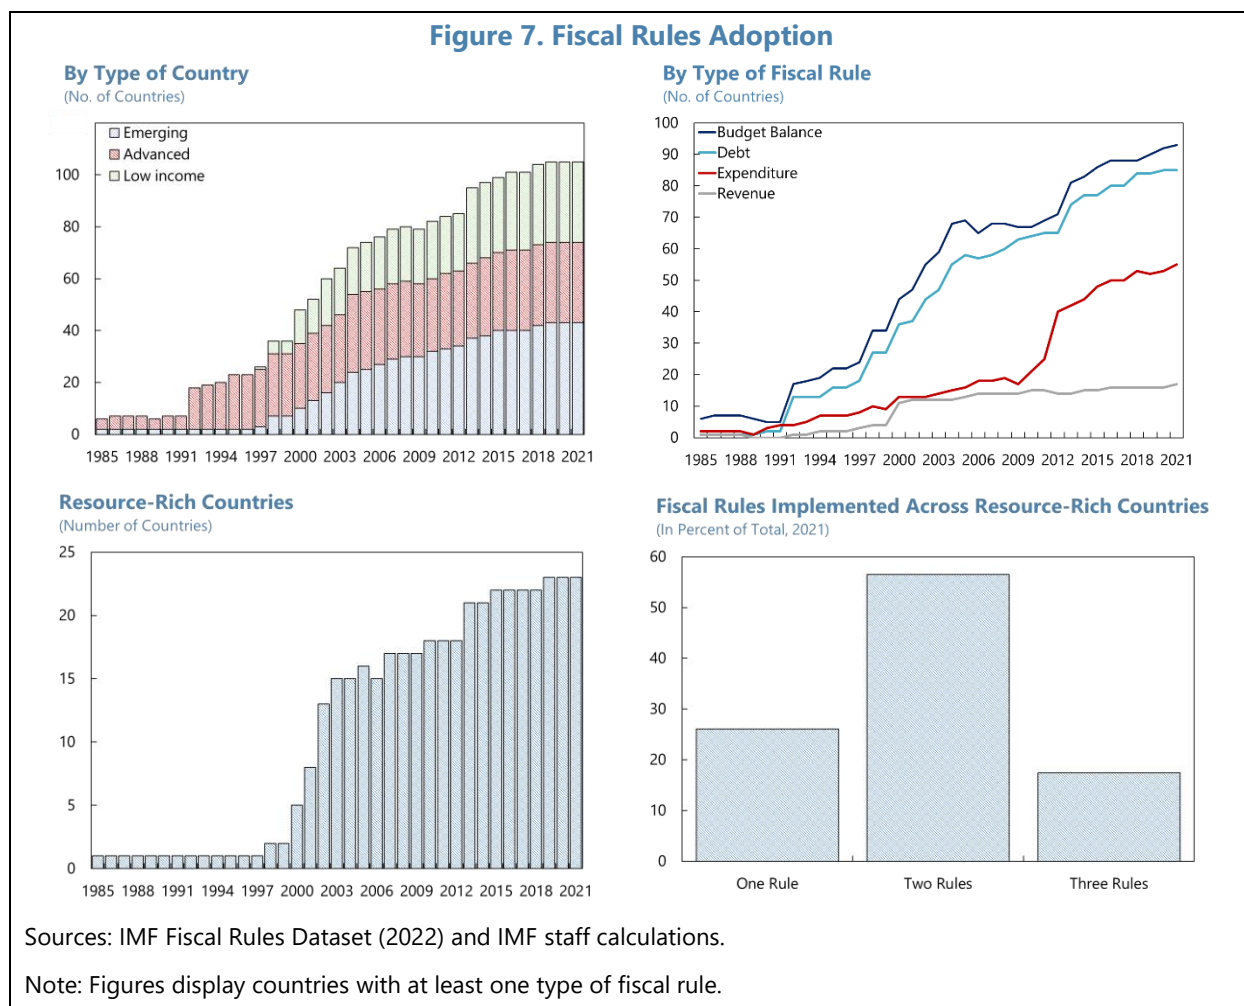 Figure 7. Fiscal Rules Adoption
By Type of Country
(No. of Countries)
Emerging
Advanced
Low income
100
80
60
40
20
0
1985 1988 1991 1994 1997 2000 2003 2006 2009 2012 2015 2018 2021
By Type of Fiscal Rule
(No. of Countries)
100
90
80
70
60
50
40
30
20
10
0
Budget Balance
Debt
Expenditure
Revenue
1985 1988 1991 1994 1997 2000 2003 2006 2009 2012 2015 2018 2021
Resource-Rich Countries
(Number of Countries)
25
20
15
10
5
0
1985 1988 1991 1994 1997 2000 2003 2006 2009 2012 2015 2018 2021
Fiscal Rules Implemented Across Resource-Rich Countries
(In Percent of Total, 2021)
60
50
40
30
20
10
0
One Rule Two Rules Three Rules
Sources: IMF Fiscal Rules Dataset (2022) and IMF staff calculations.
Note: Figures display countries with at least one type of fiscal rule.